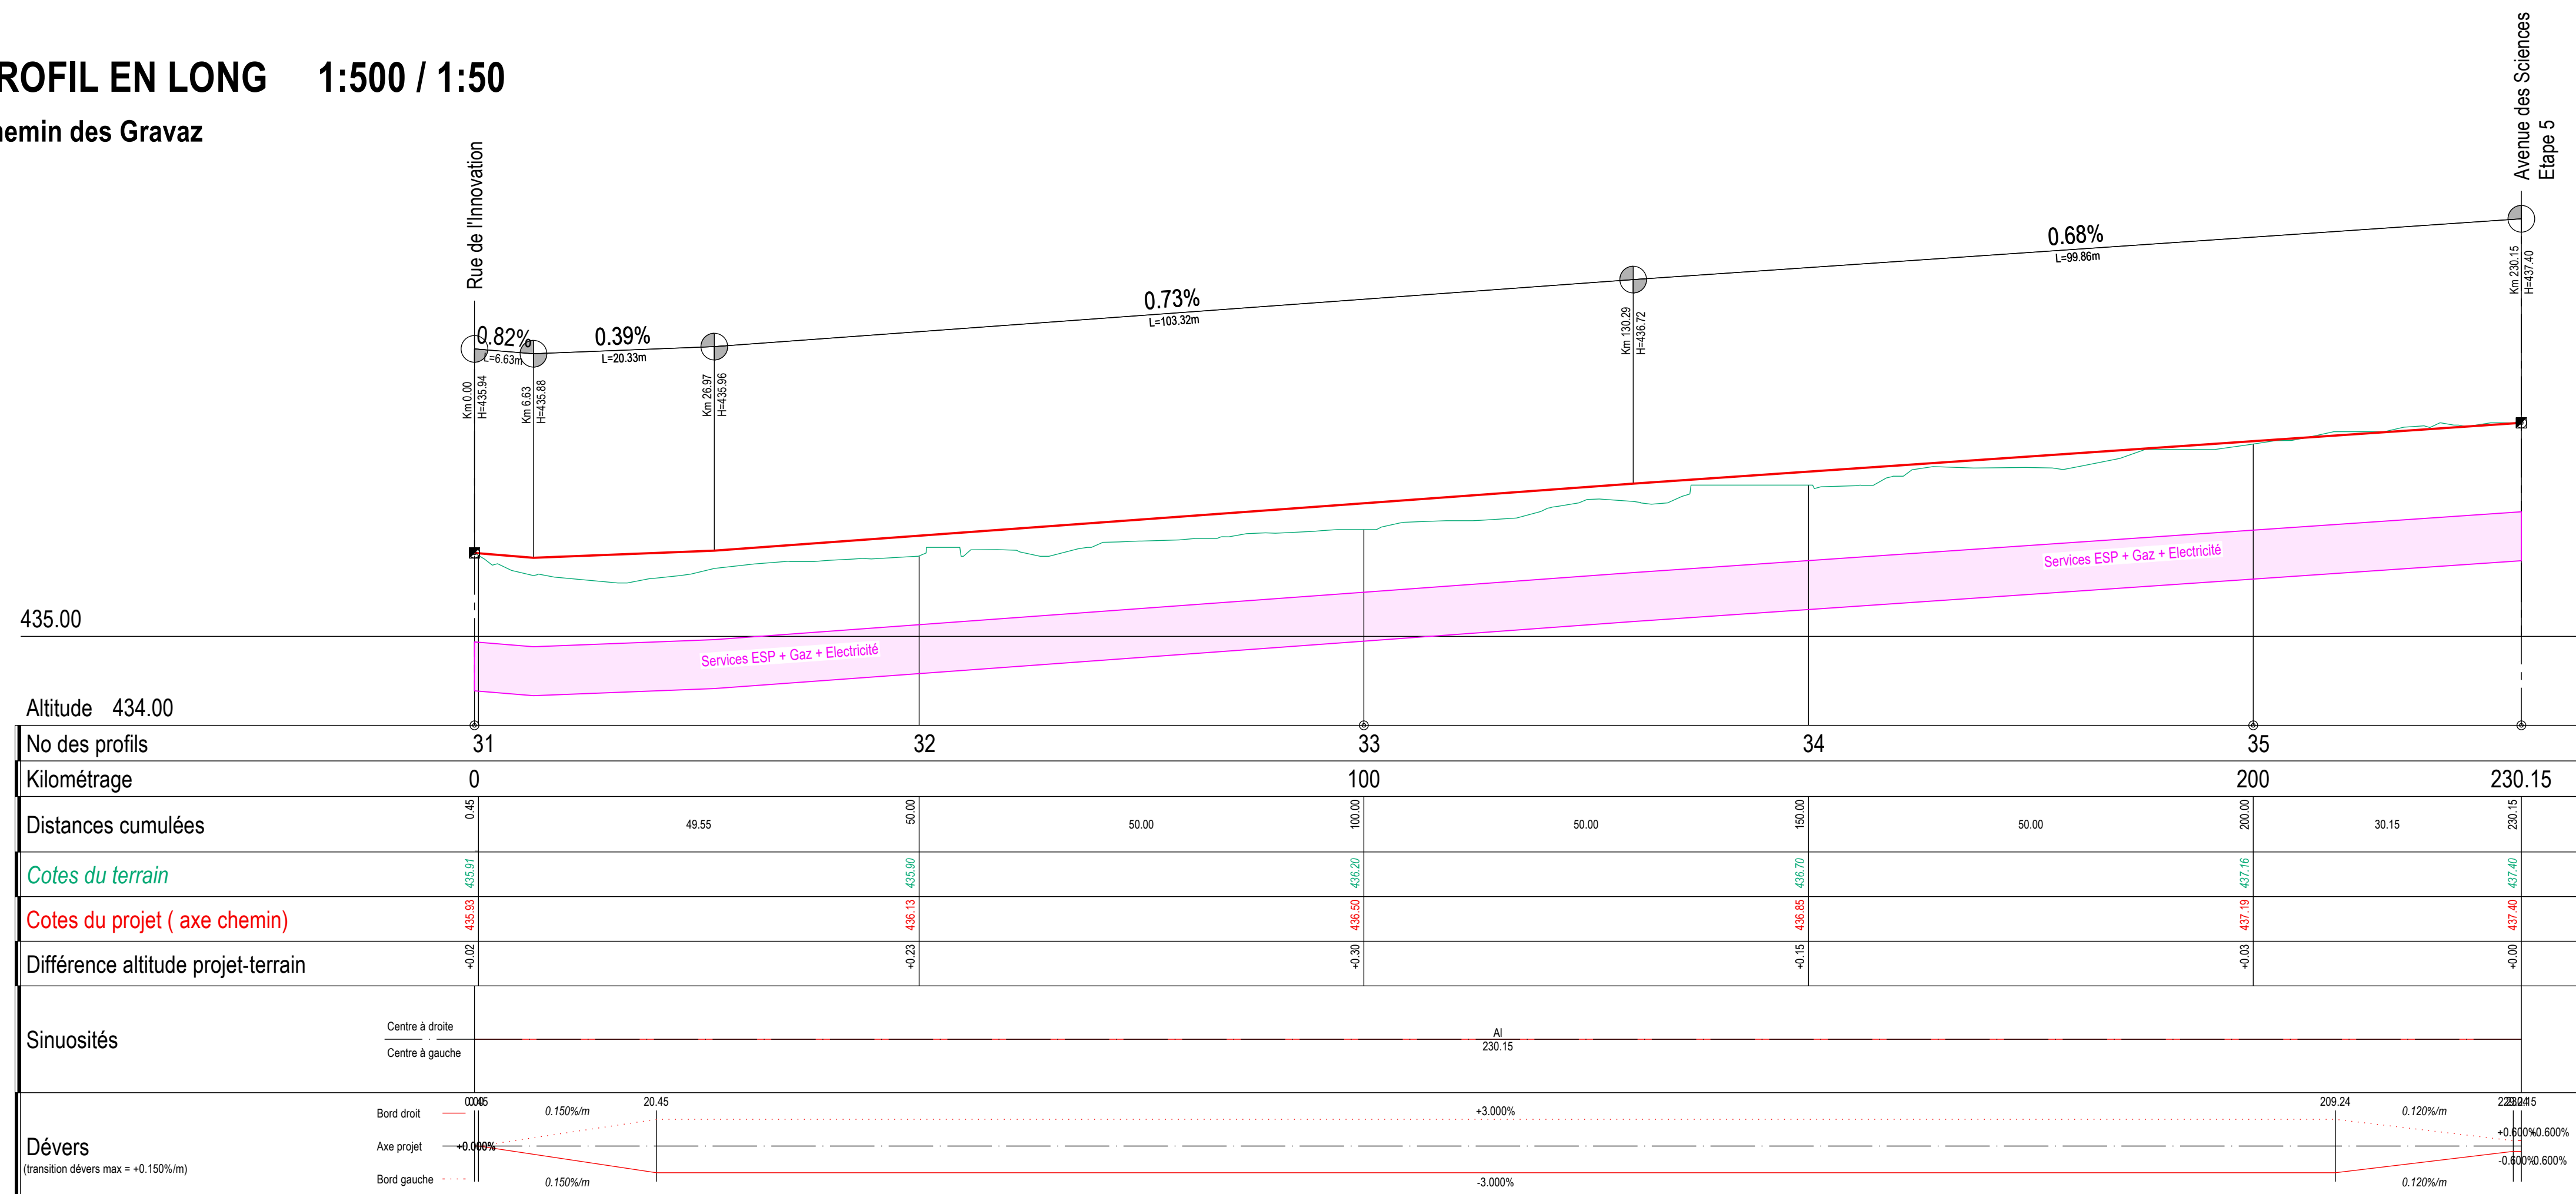 ROFIL EN LONG 1:500 / 1:50
hemin des Gravaz
Rue de l'Innovation
Avenue des Sciences
Etape 5
0.82%
L=6.63m
0.39%
L=20.33m
0.73%
L=103.32m
0.68%
L=99.86m
Km 0.00
H=435.94
Km 6.63
H=435.88
Km 26.97
H=435.96
Km 130.29
H=436.72
Km 230.15
H=437.40
Services ESP + Gaz + Electricité
Services ESP + Gaz + Electricité
435.00
Altitude 434.00
No des profils 31 32 33 34 35
Kilométrage 0 100 200 230.15
Distances cumulées 0.45 49.55 50.00 50.00 100.00 50.00 150.00 50.00 200.00 30.15 230.15
Cotes du terrain 435.91 435.90 436.20 436.70 437.16 437.40
Cotes du projet ( axe chemin) 435.93 436.13 436.50 436.85 437.19 437.40
Différence altitude projet-terrain +0.02 +0.23 +0.30 +0.15 +0.03 +0.00
Sinuosités
Centre à droite
Centre à gauche
Al
230.15
Dévers
(transition dévers max = +0.150%/m)
Bord droit
Axe projet
Bord gauche
20.45 209.24
0.150%/m +3.000% 0.120%/m
+0.000% +0.600% +0.600%
-0.600% -0.600%
0.150%/m -3.000% 0.120%/m